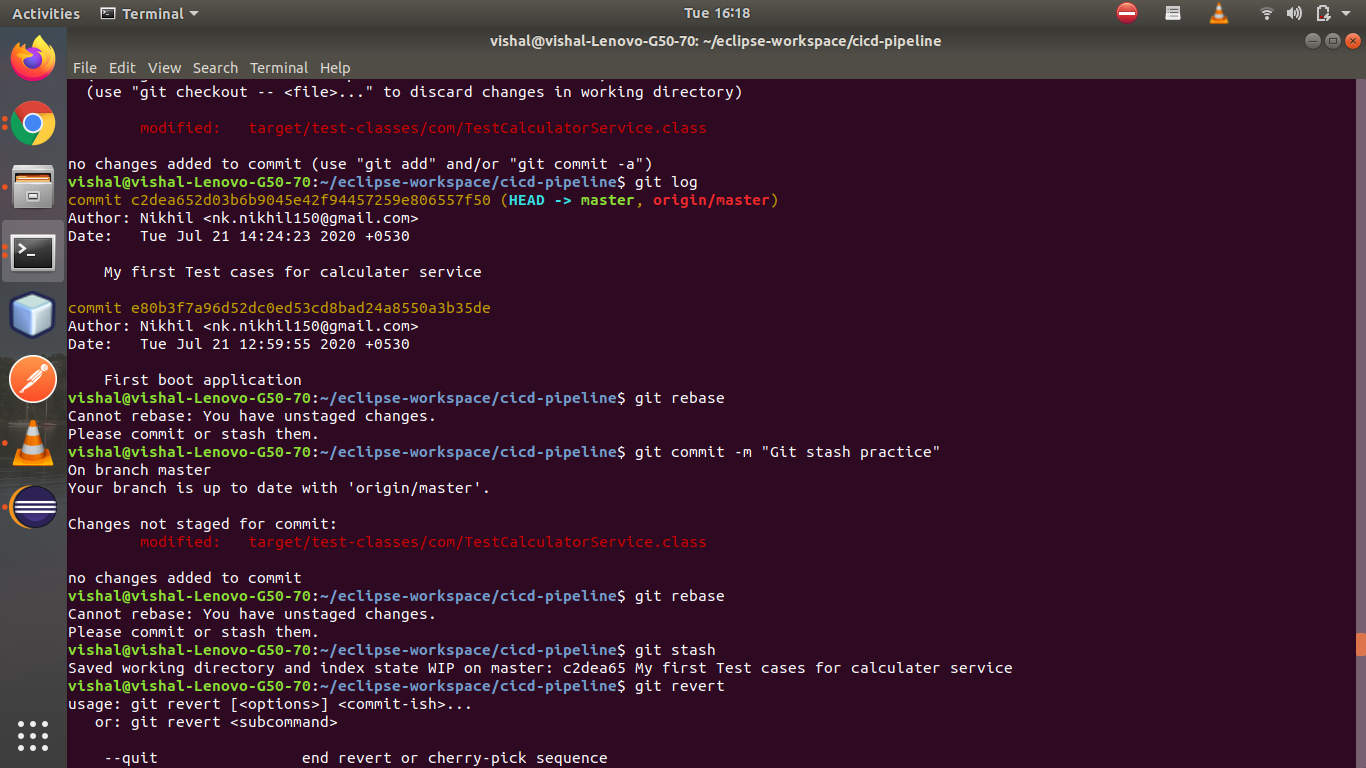 Activities Terminal Tue 16:18
vishal@vishal-Lenovo-G50-70: ~/eclipse-workspace/cicd-pipeline
File Edit View Search Terminal Help
(use "git checkout -- <file>..." to discard changes in working directory)
modified: target/test-classes/com/TestCalculatorService.class
no changes added to commit (use "git add" and/or "git commit -a")
vishal@vishal-Lenovo-G50-70:~/eclipse-workspace/cicd-pipeline$ git log
commit c2dea652d03b6b9045e42f94457259e806557f50 (HEAD -> master, origin/master)
Author: Nikhil <nk.nikhil150@gmail.com>
Date: Tue Jul 21 14:24:23 2020 +0530
My first Test cases for calculater service
commit e80b3f7a96d52dc0ed53cd8bad24a8550a3b35de
Author: Nikhil <nk.nikhil150@gmail.com>
Date: Tue Jul 21 12:59:55 2020 +0530
First boot application
vishal@vishal-Lenovo-G50-70:~/eclipse-workspace/cicd-pipeline$ git rebase
Cannot rebase: You have unstaged changes.
Please commit or stash them.
vishal@vishal-Lenovo-G50-70:~/eclipse-workspace/cicd-pipeline$ git commit -m "Git stash practice"
On branch master
Your branch is up to date with 'origin/master'.
Changes not staged for commit:
modified: target/test-classes/com/TestCalculatorService.class
no changes added to commit
vishal@vishal-Lenovo-G50-70:~/eclipse-workspace/cicd-pipeline$ git rebase
Cannot rebase: You have unstaged changes.
Please commit or stash them.
vishal@vishal-Lenovo-G50-70:~/eclipse-workspace/cicd-pipeline$ git stash
Saved working directory and index state WIP on master: c2dea65 My first Test cases for calculater service
vishal@vishal-Lenovo-G50-70:~/eclipse-workspace/cicd-pipeline$ git revert
usage: git revert [<options>] <commit-ish>...
or: git revert <subcommand>
--quit end revert or cherry-pick sequence